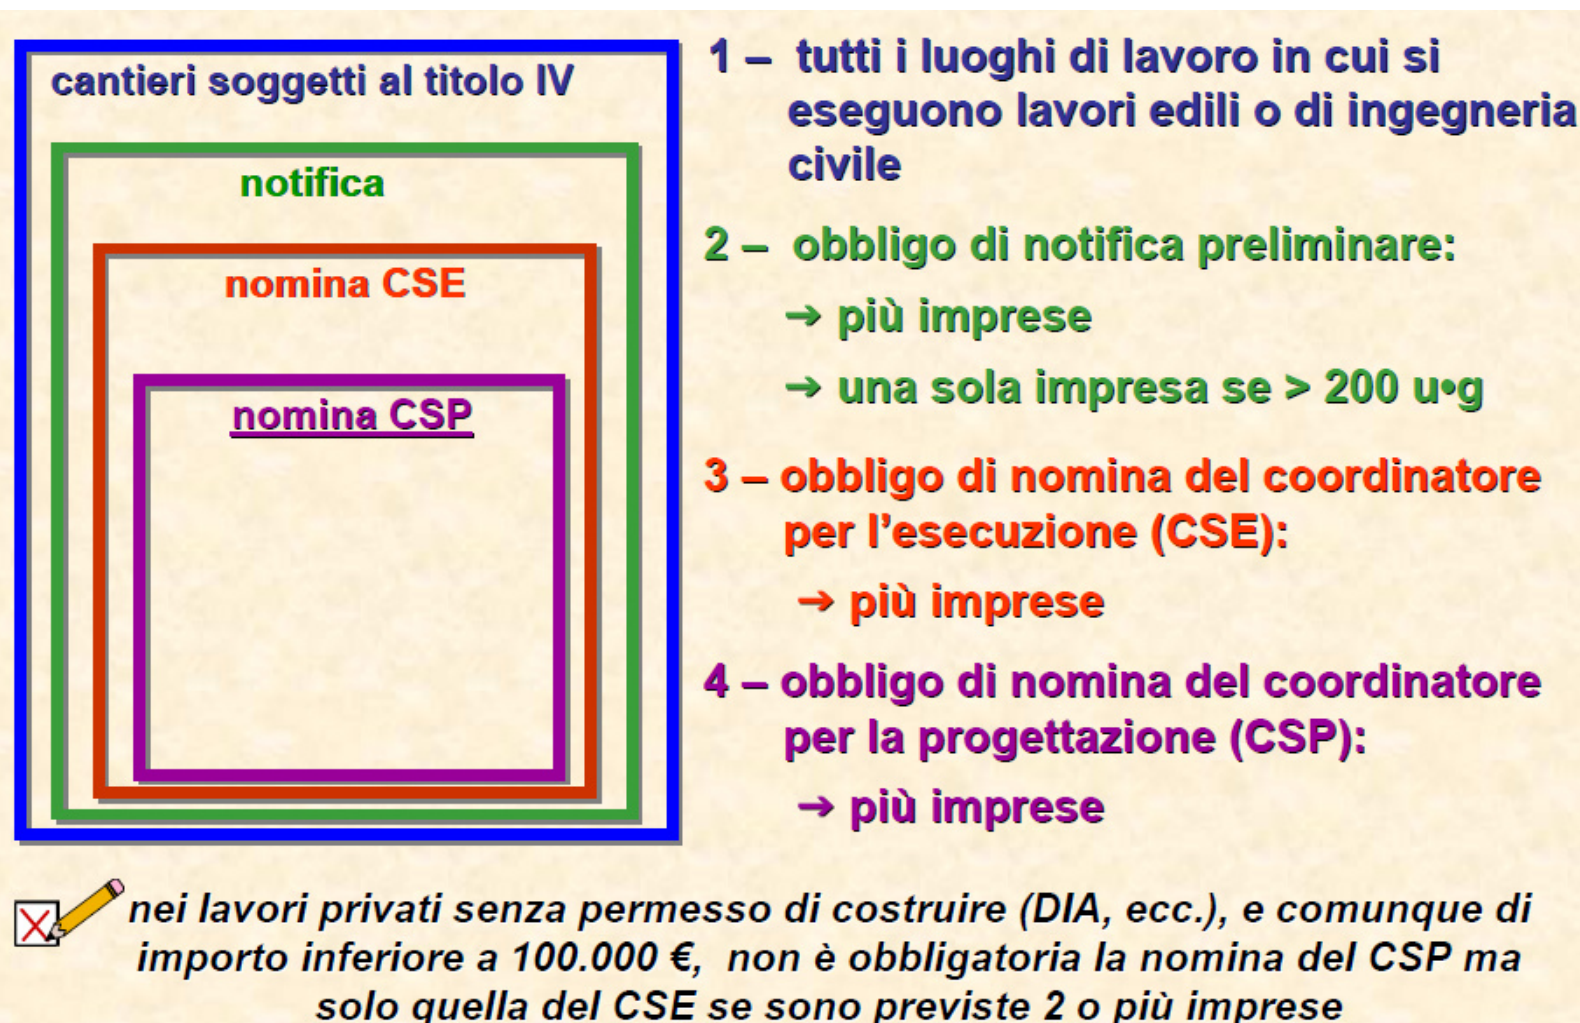 cantieri soggetti al titolo IV
notifica
nomina CSE
nomina CSP
1 – tutti i luoghi di lavoro in cui si
eseguono lavori edili o di ingegneria
civile
2 – obbligo di notifica preliminare:
→ più imprese
→ una sola impresa se > 200 u•g
3 – obbligo di nomina del coordinatore
per l’esecuzione (CSE):
→ più imprese
4 – obbligo di nomina del coordinatore
per la progettazione (CSP):
→ più imprese
nei lavori privati senza permesso di costruire (DIA, ecc.), e comunque di
importo inferiore a 100.000 €, non è obbligatoria la nomina del CSP ma
solo quella del CSE se sono previste 2 o più imprese